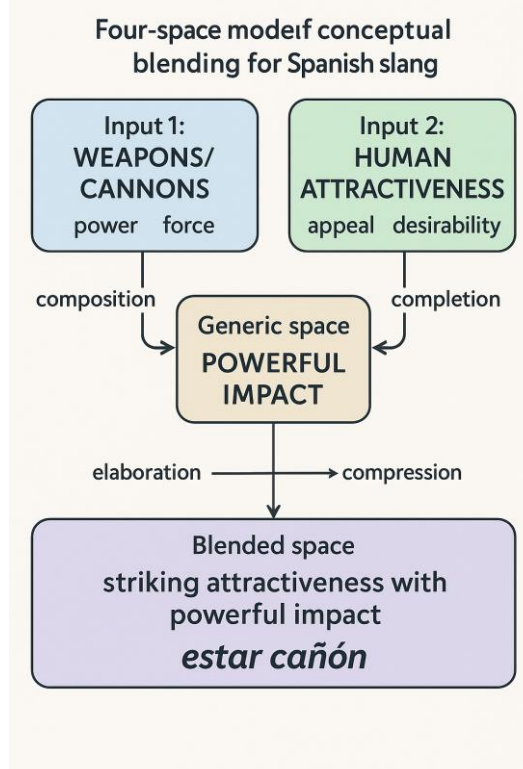 Four-space modeıf conceptual
blending for Spanish slang
Input 1:
WEAPONS/
CANNONS
power force
Input 2:
HUMAN
ATTRACTIVENESS
appeal desirability
composition
completion
Generic space
POWERFUL
IMPACT
elaboration
compression
Blended space
striking attractiveness with
powerful impact
estar cañón